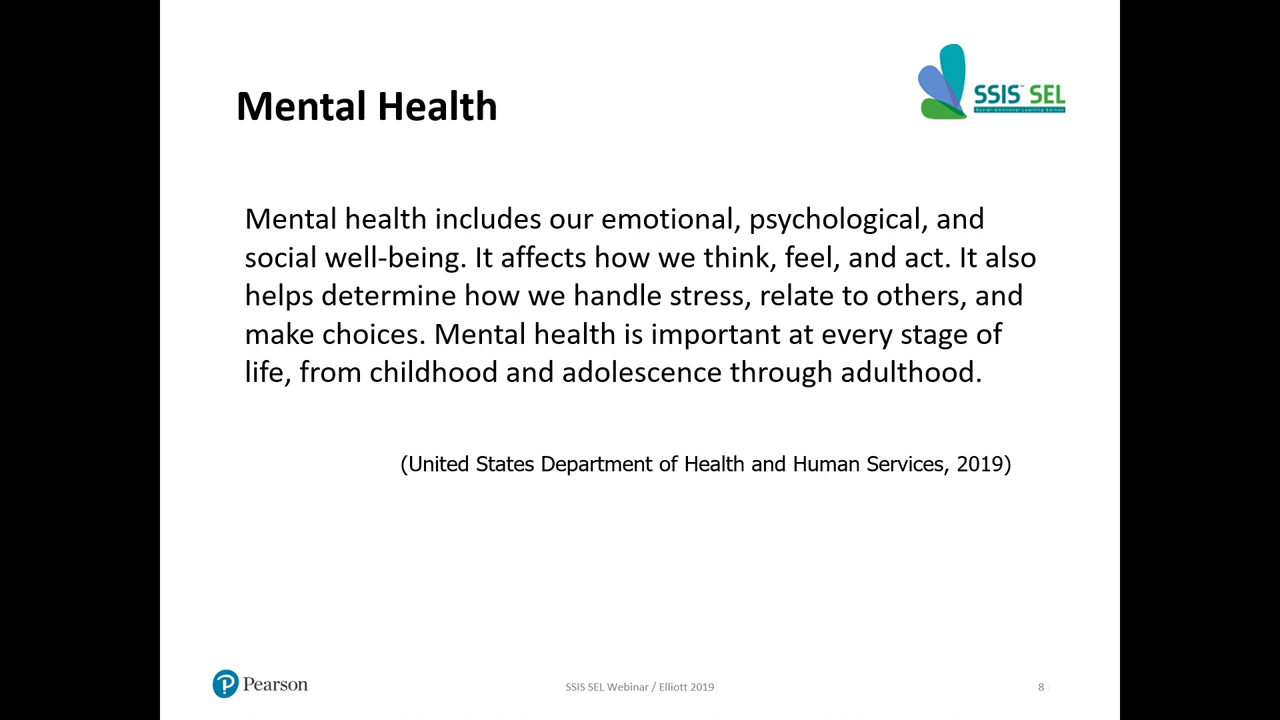 Mental Health
SSIS™ SEL
Social-Emotional Learning Edition
Mental health includes our emotional, psychological, and
social well-being. It affects how we think, feel, and act. It also
helps determine how we handle stress, relate to others, and
make choices. Mental health is important at every stage of
life, from childhood and adolescence through adulthood.
(United States Department of Health and Human Services, 2019)
Pearson
SSIS SEL Webinar / Elliott 2019
8